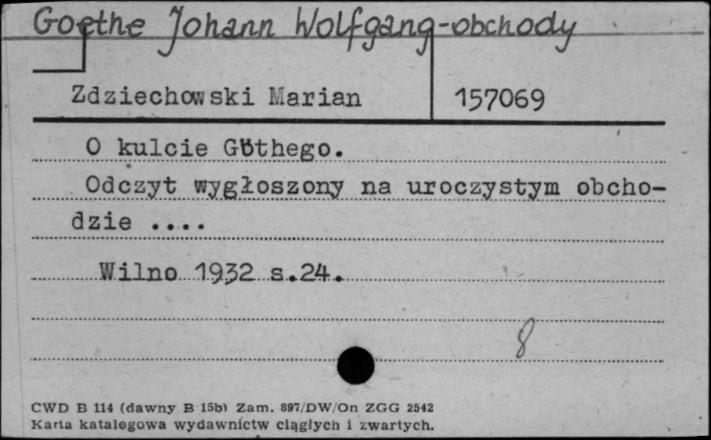 Goethe Johann Wolfgang-obchody
Zdziechowski Marian 157069
O kulcie Göthego.
Odczyt wygłoszony na uroczystym obcho-
dzie ....
Wilno 1932 s.24.
8
CWD B 114 (dawny B 15b) Zam. 897/DW/On ZGG 2542
Karta katalogowa wydawnictw ciągłych i zwartych.